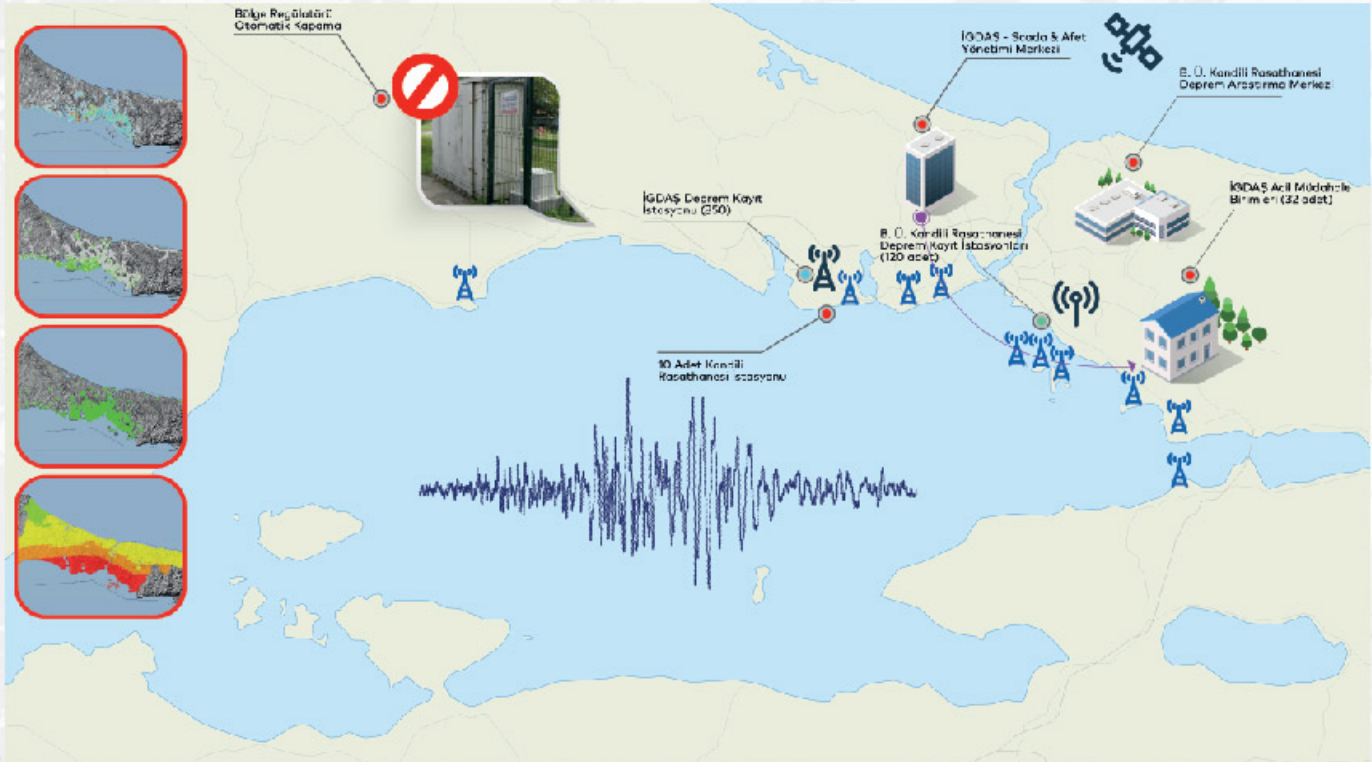 Bölge Regülatörü
Otomatik Kapama
İGDAŞ - Scada & Afet
Yönetimi Merkezi
B. Ü. Kandilli Rasathanesi
Deprem Araştırma Merkezi
İGDAŞ Deprem Kayıt
İstasyonu (850)
İGDAŞ Acil Müdahale
Birimleri (32 adet)
B. Ü. Kandilli Rasathanesi
Deprem Kayıt İstasyonları
(120 adet)
10 Adet Kandilli
Rasathanesi İstasyonu